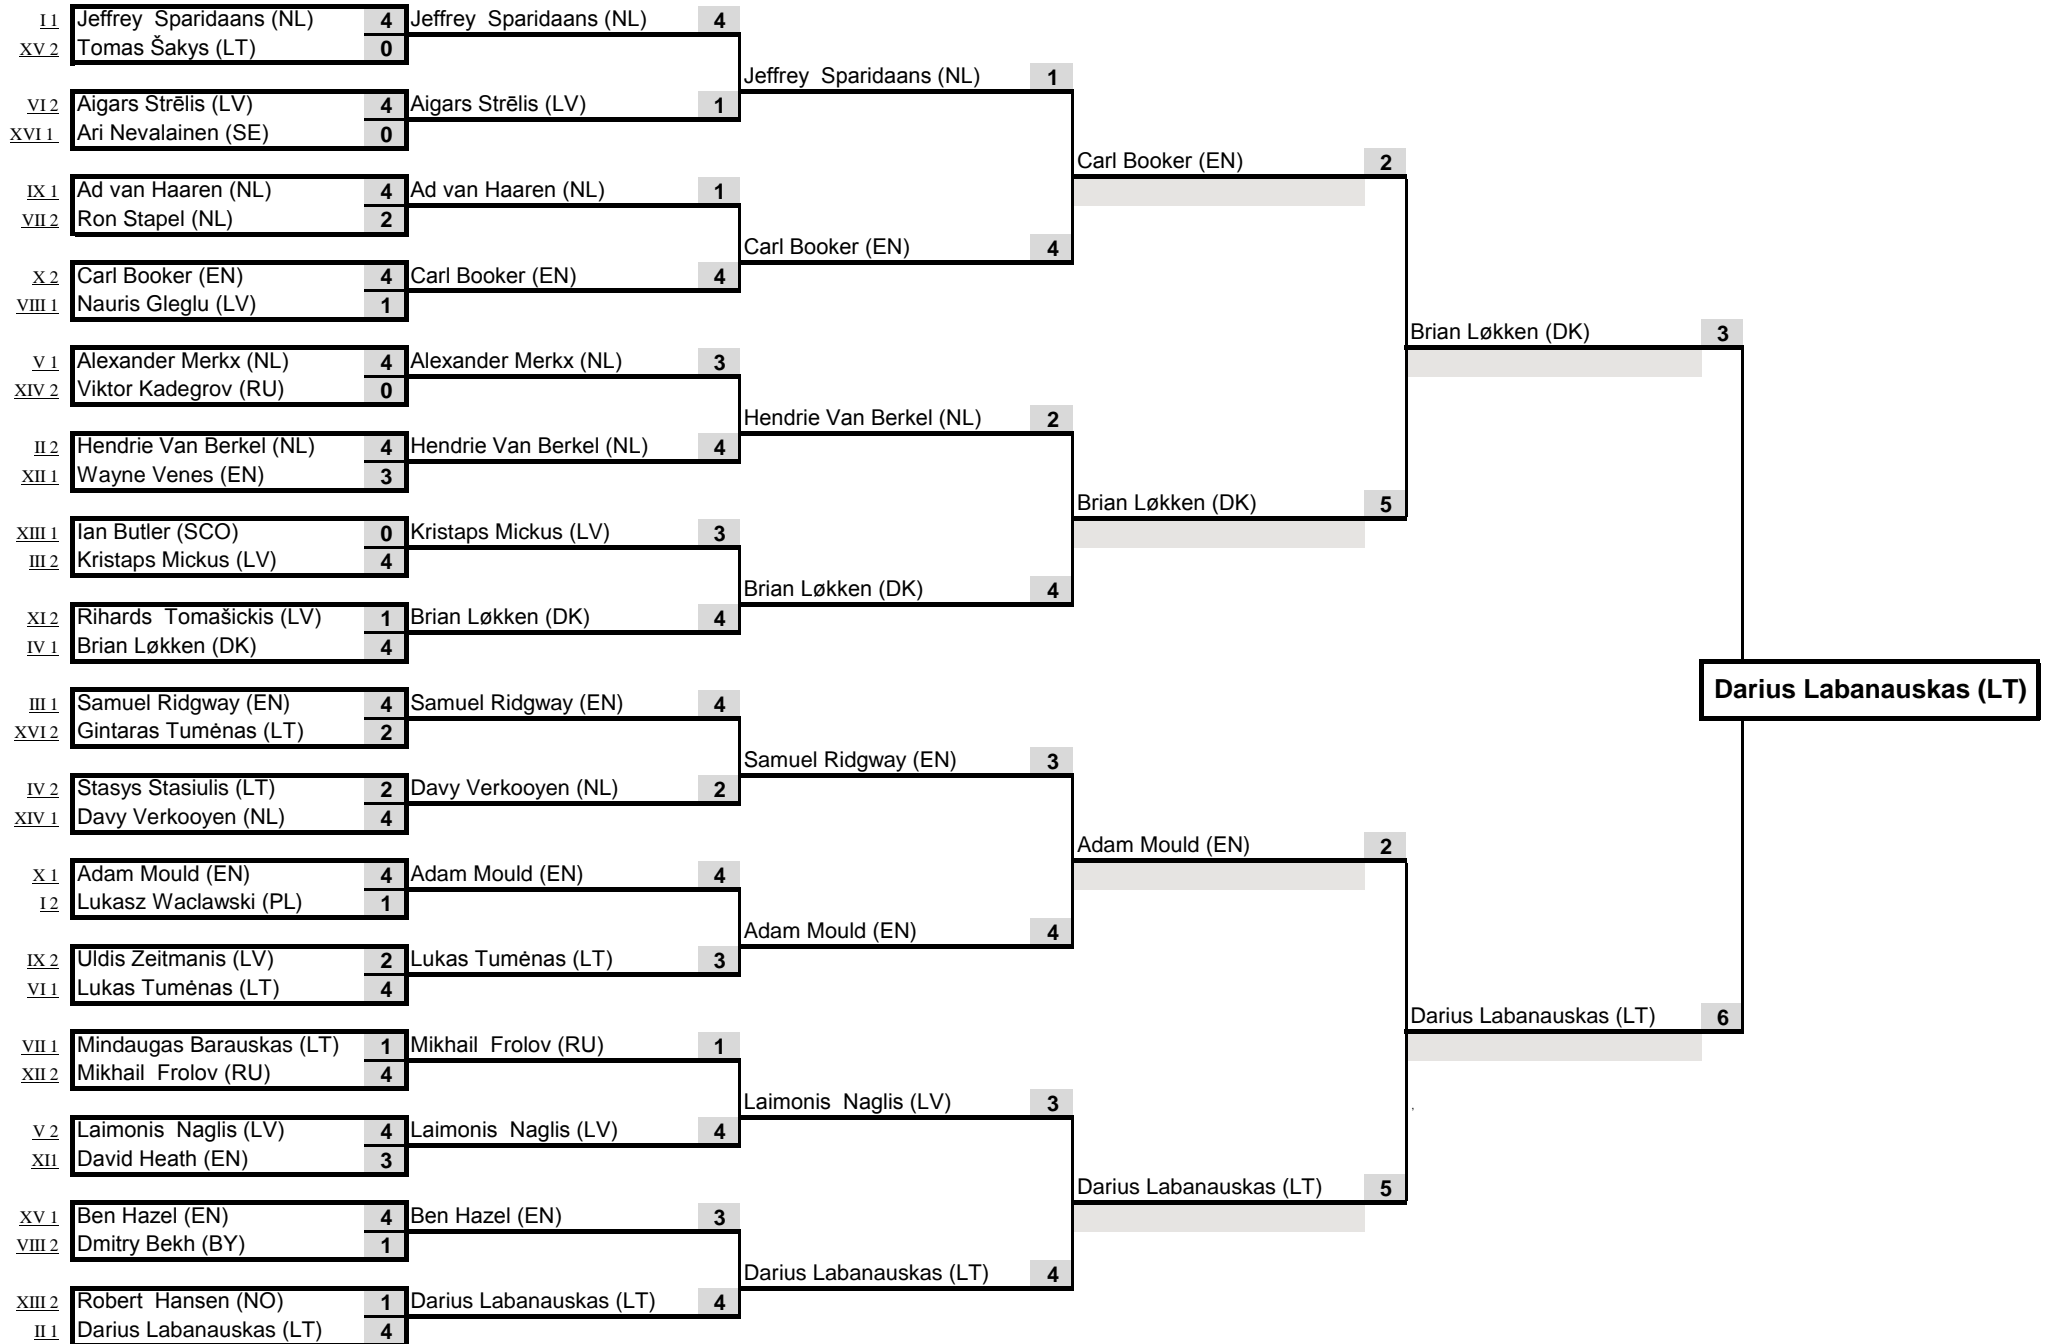 I 1 Jeffrey Sparidaans (NL) 4 Jeffrey Sparidaans (NL) 4
XV 2 Tomas Šakys (LT) 0
Jeffrey Sparidaans (NL) 1
VI 2 Aigars Strēlis (LV) 4 Aigars Strēlis (LV) 1
XVI 1 Ari Nevalainen (SE) 0
Carl Booker (EN) 2
IX 1 Ad van Haaren (NL) 4 Ad van Haaren (NL) 1
VII 2 Ron Stapel (NL) 2
Carl Booker (EN) 4
X 2 Carl Booker (EN) 4 Carl Booker (EN) 4
VIII 1 Nauris Gleglu (LV) 1
Brian Løkken (DK) 3
V 1 Alexander Merkx (NL) 4 Alexander Merkx (NL) 3
XIV 2 Viktor Kadegrov (RU) 0
Hendrie Van Berkel (NL) 2
II 2 Hendrie Van Berkel (NL) 4 Hendrie Van Berkel (NL) 4
XII 1 Wayne Venes (EN) 3
Brian Løkken (DK) 5
XIII 1 Ian Butler (SCO) 0 Kristaps Mickus (LV) 3
III 2 Kristaps Mickus (LV) 4
Brian Løkken (DK) 4
XI 2 Rihards Tomašickis (LV) 1 Brian Løkken (DK) 4
IV 1 Brian Løkken (DK) 4
Darius Labanauskas (LT)
III 1 Samuel Ridgway (EN) 4 Samuel Ridgway (EN) 4
XVI 2 Gintaras Tumėnas (LT) 2
Samuel Ridgway (EN) 3
IV 2 Stasys Stasiulis (LT) 2 Davy Verkooyen (NL) 2
XIV 1 Davy Verkooyen (NL) 4
Adam Mould (EN) 2
X 1 Adam Mould (EN) 4 Adam Mould (EN) 4
I 2 Lukasz Waclawski (PL) 1
Adam Mould (EN) 4
IX 2 Uldis Zeitmanis (LV) 2 Lukas Tumėnas (LT) 3
VI 1 Lukas Tumėnas (LT) 4
Darius Labanauskas (LT) 6
VII 1 Mindaugas Barauskas (LT) 1 Mikhail Frolov (RU) 1
XII 2 Mikhail Frolov (RU) 4
Laimonis Naglis (LV) 3
V 2 Laimonis Naglis (LV) 4 Laimonis Naglis (LV) 4
XI1 David Heath (EN) 3
Darius Labanauskas (LT) 5
XV 1 Ben Hazel (EN) 4 Ben Hazel (EN) 3
VIII 2 Dmitry Bekh (BY) 1
Darius Labanauskas (LT) 4
XIII 2 Robert Hansen (NO) 1 Darius Labanauskas (LT) 4
II 1 Darius Labanauskas (LT) 4